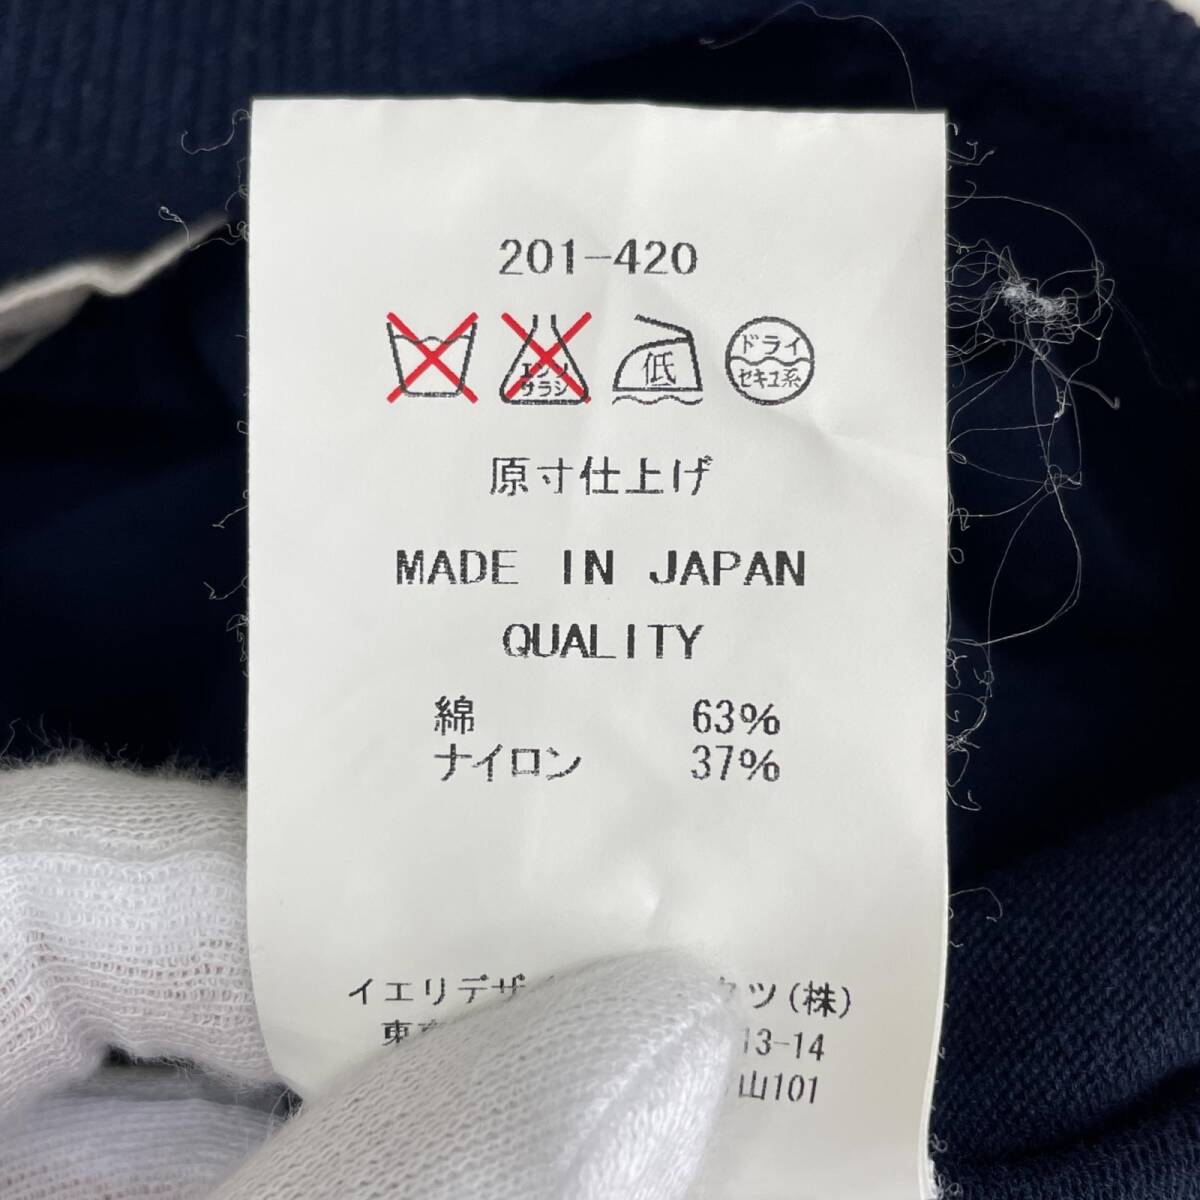 201-420
エンソ
サラシ
低
ドライ
セキユ系
原寸仕上げ
MADE IN JAPAN
QUALITY
綿 63%
ナイロン 37%
イエリデザ ツ(株)
東 13-14
山101